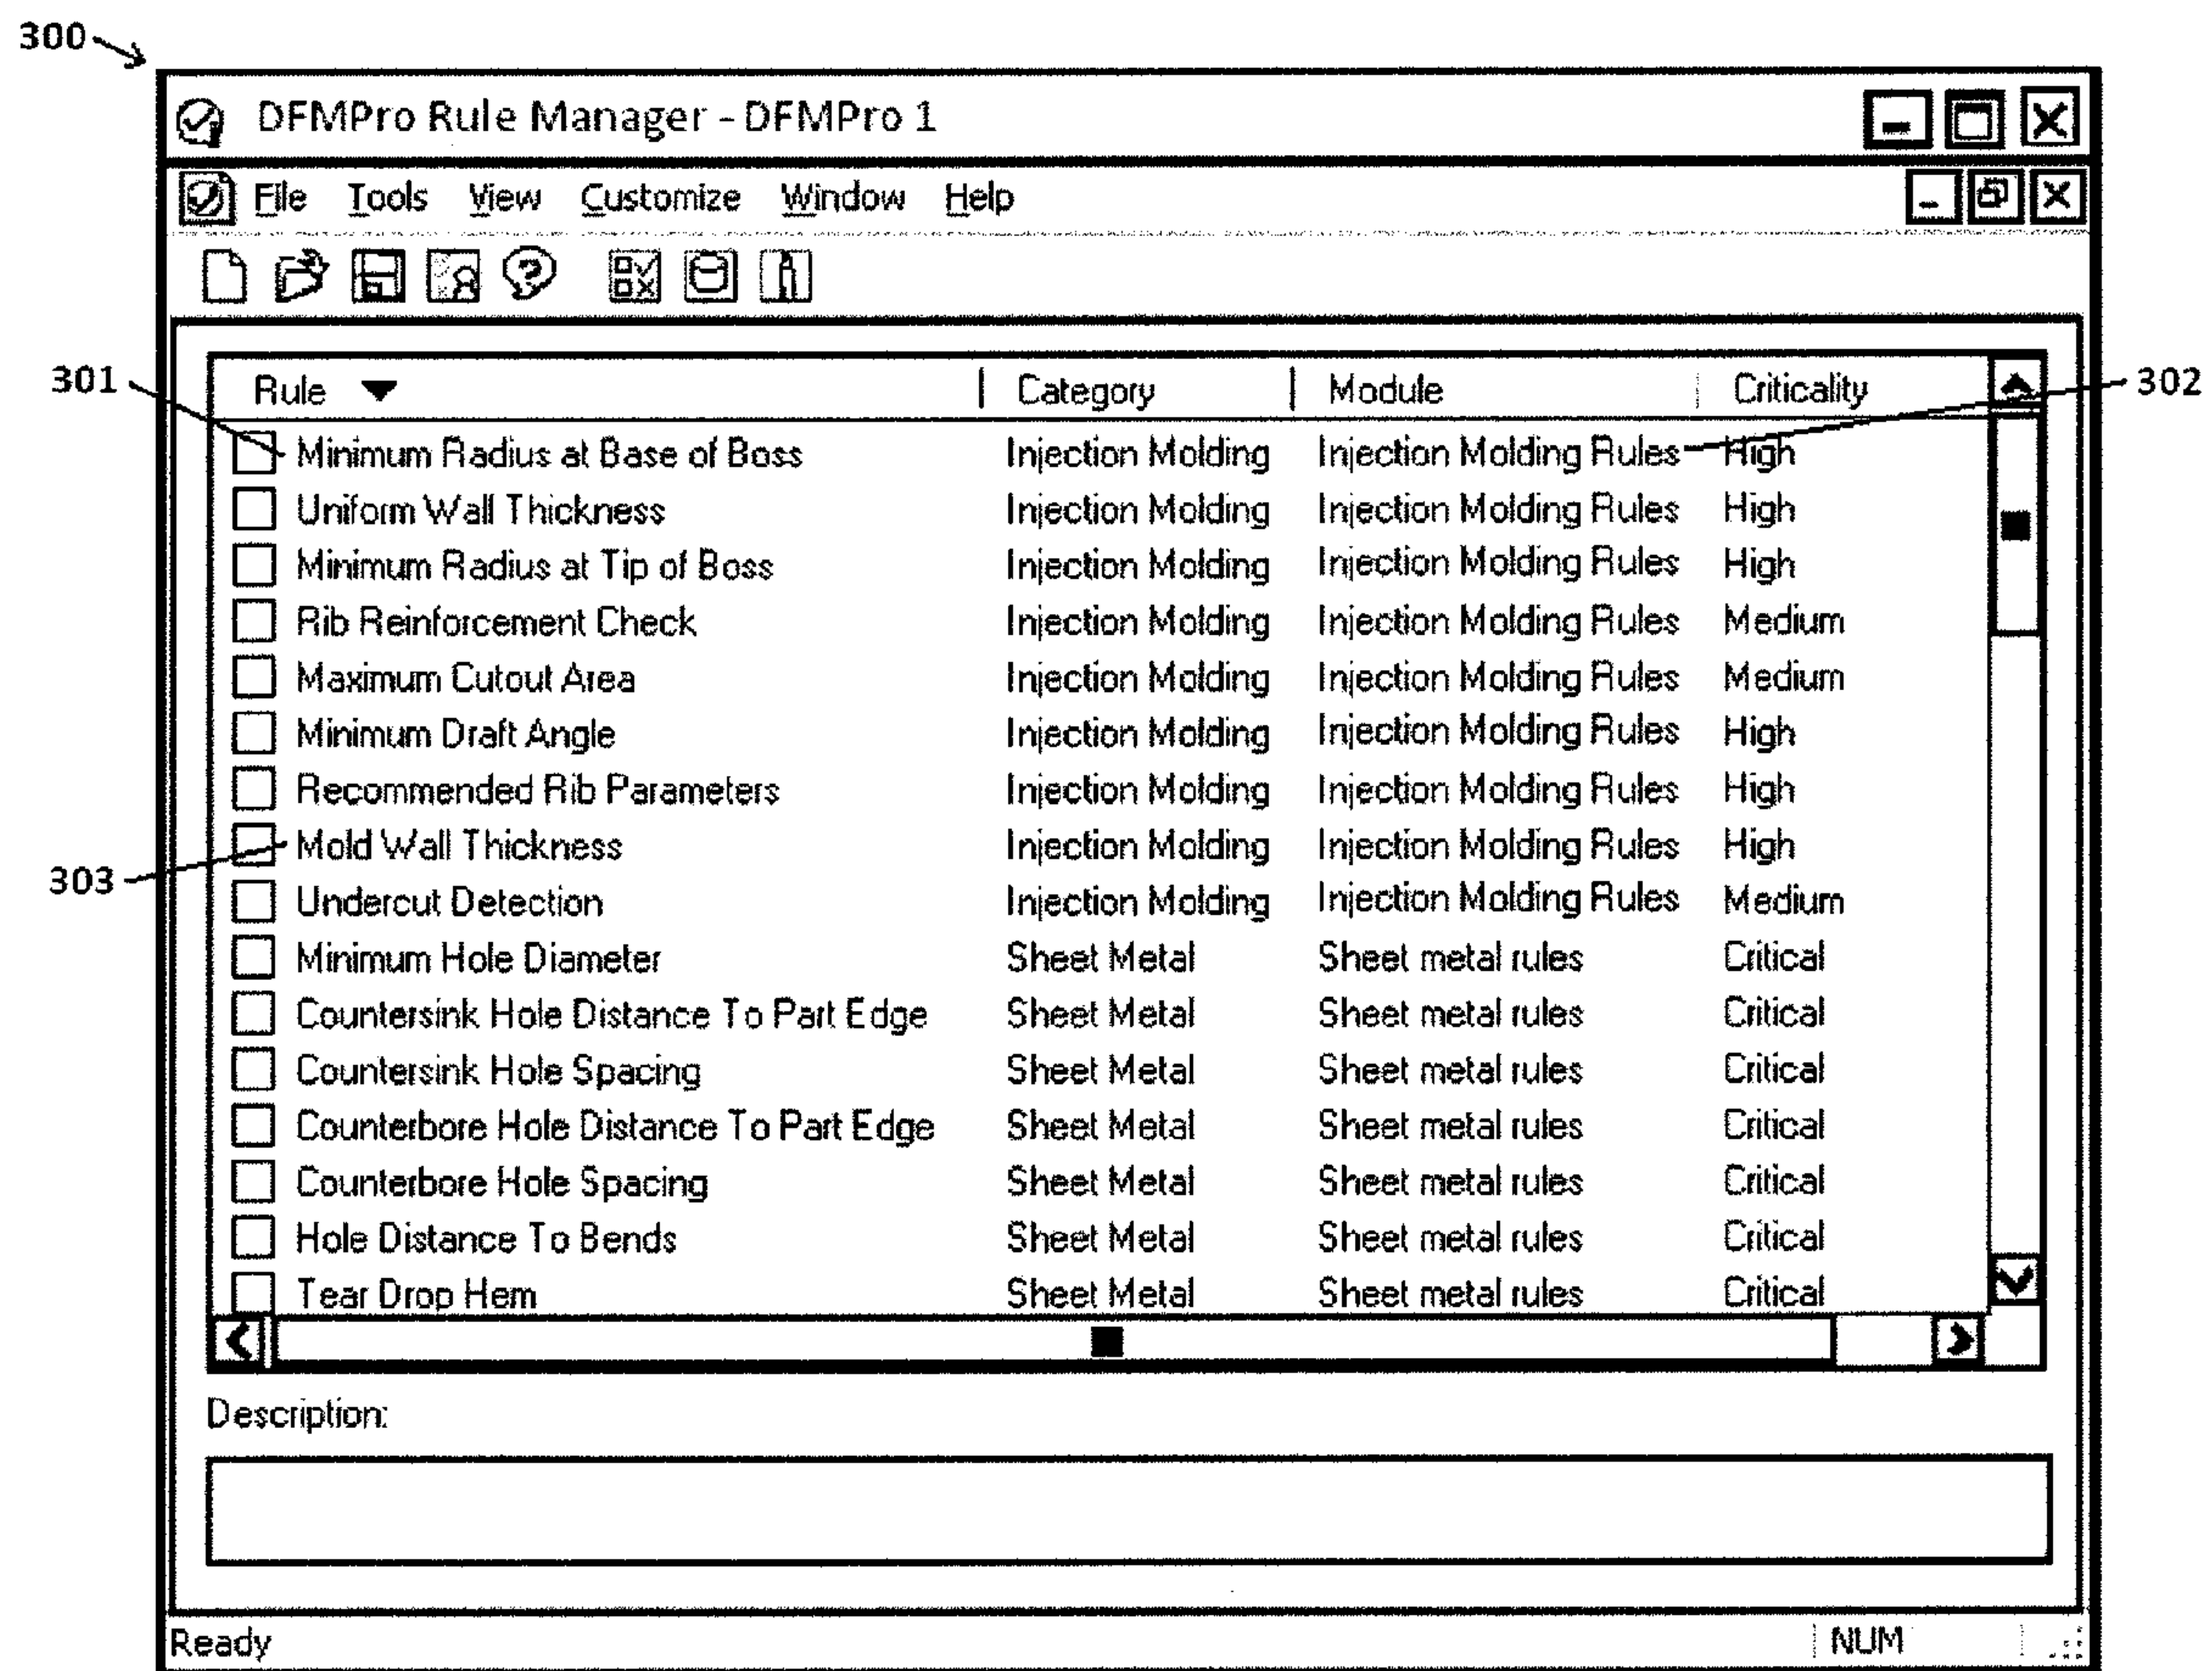 300
DFMPro Rule Manager - DFMPro 1
File Tools View Customize Window Help
301
Rule Category Module Criticality
302
Minimum Radius at Base of Boss Injection Molding Injection Molding Rules High
Uniform Wall Thickness Injection Molding Injection Molding Rules High
Minimum Radius at Tip of Boss Injection Molding Injection Molding Rules High
Rib Reinforcement Check Injection Molding Injection Molding Rules Medium
Maximum Cutout Area Injection Molding Injection Molding Rules Medium
Minimum Draft Angle Injection Molding Injection Molding Rules High
Recommended Rib Parameters Injection Molding Injection Molding Rules High
Mold Wall Thickness Injection Molding Injection Molding Rules High
303
Undercut Detection Injection Molding Injection Molding Rules Medium
Minimum Hole Diameter Sheet Metal Sheet metal rules Critical
Countersink Hole Distance To Part Edge Sheet Metal Sheet metal rules Critical
Countersink Hole Spacing Sheet Metal Sheet metal rules Critical
Counterbore Hole Distance To Part Edge Sheet Metal Sheet metal rules Critical
Counterbore Hole Spacing Sheet Metal Sheet metal rules Critical
Hole Distance To Bends Sheet Metal Sheet metal rules Critical
Tear Drop Hem Sheet Metal Sheet metal rules Critical
Description:
Ready NUM